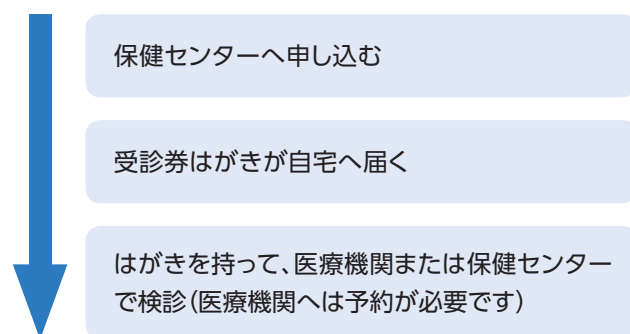 保健センターへ申し込む
受診券はがきが自宅へ届く
はがきを持って、医療機関または保健センター
で検診(医療機関へは予約が必要です)